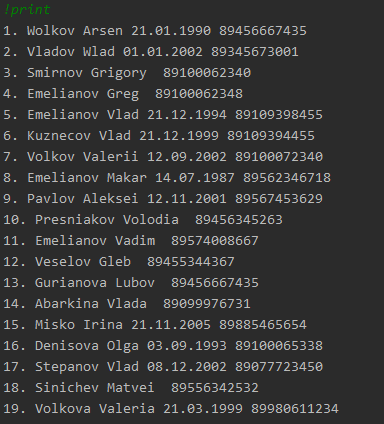 !print
1. Wolkov Arsen 21.01.1990 89456667435
2. Vladov Wlad 01.01.2002 89345673001
3. Smirnov Grigory  89100062340
4. Emelianov Greg  89100062348
5. Emelianov Vlad 21.12.1994 89109398455
6. Kuznecov Vlad 21.12.1999 89109394455
7. Volkov Valerii 12.09.2002 89100072340
8. Emelianov Makar 14.07.1987 89562346718
9. Pavlov Aleksei 12.11.2001 89567453629
10. Presniakov Volodia  89456345263
11. Emelianov Vadim  89574008667
12. Veselov Gleb  89455344367
13. Gurianova Lubov  89456667435
14. Abarkina Vlada  89099976731
15. Misko Irina 21.11.2005 89885465654
16. Denisova Olga 03.09.1993 89100065338
17. Stepanov Vlad 08.12.2002 89077723450
18. Sinichev Matvei  89556342532
19. Volkova Valeria 21.03.1999 89980611234